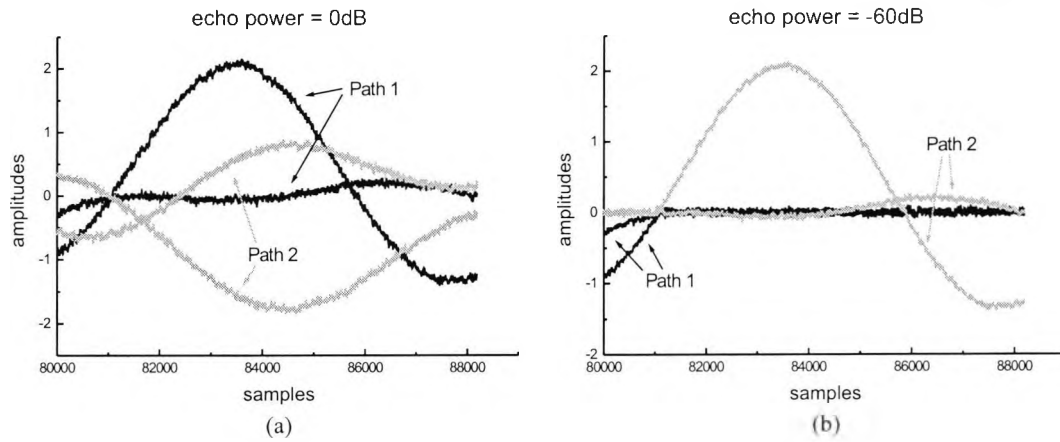 echo power = 0dB
2
1
0
-1
-2
amplitudes
Path 1
Path 2
80000 82000 84000 86000 88000
samples
(a)
echo power = -60dB
2
1
0
-1
-2
amplitudes
Path 2
Path 1
80000 82000 84000 86000 88000
samples
(b)